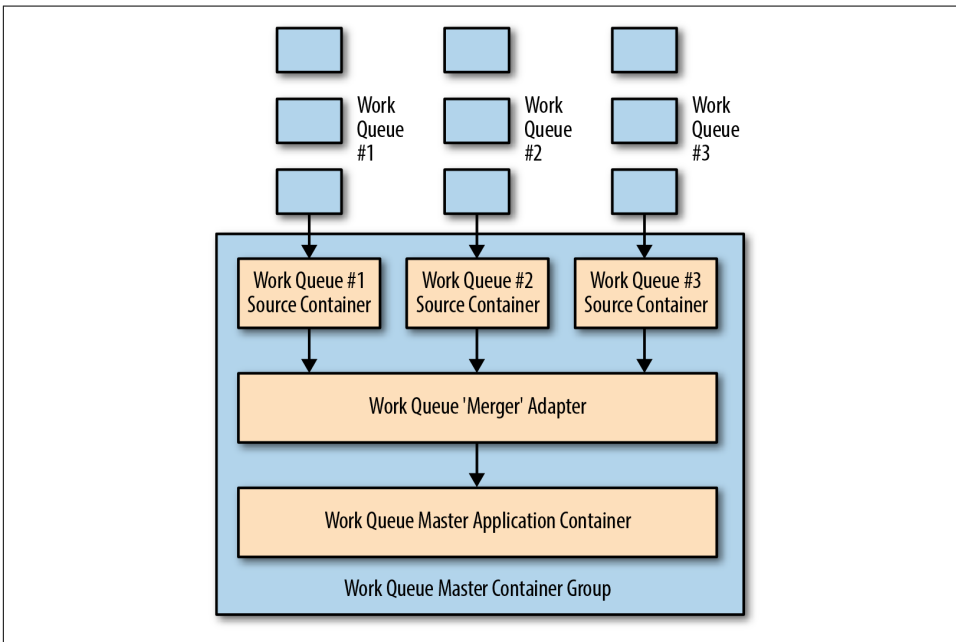 Work
Queue
#1
Work
Queue
#2
Work
Queue
#3
Work Queue #1
Source Container
Work Queue #2
Source Container
Work Queue #3
Source Container
Work Queue 'Merger' Adapter
Work Queue Master Application Container
Work Queue Master Container Group